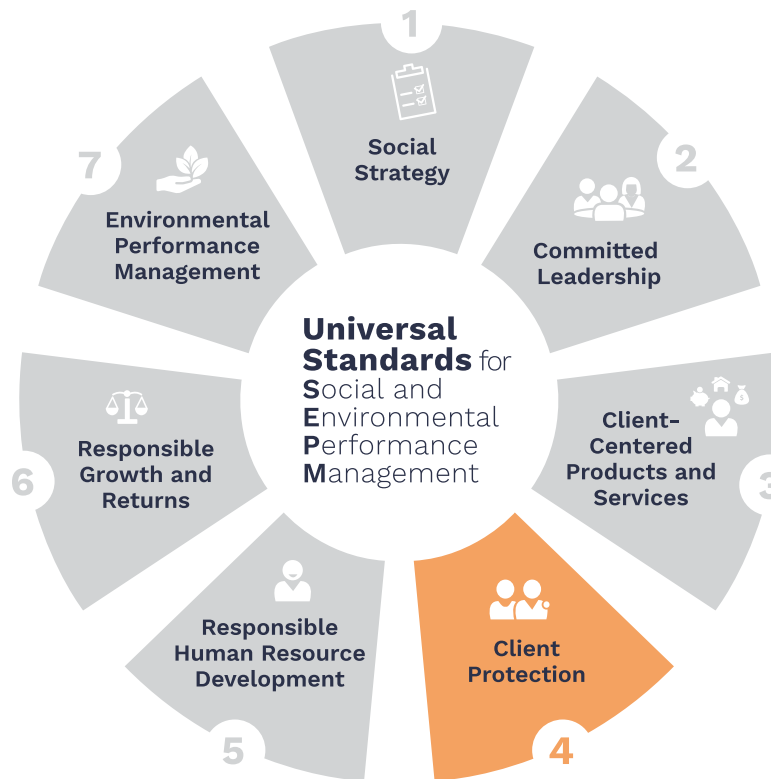 Universal
Standards for
Social and
Environmental
Performance
Management
1
Social
Strategy
2
Committed
Leadership
3
Client-
Centered
Products and
Services
4
Client
Protection
5
Responsible
Human Resource
Development
6
Responsible
Growth and
Returns
7
Environmental
Performance
Management